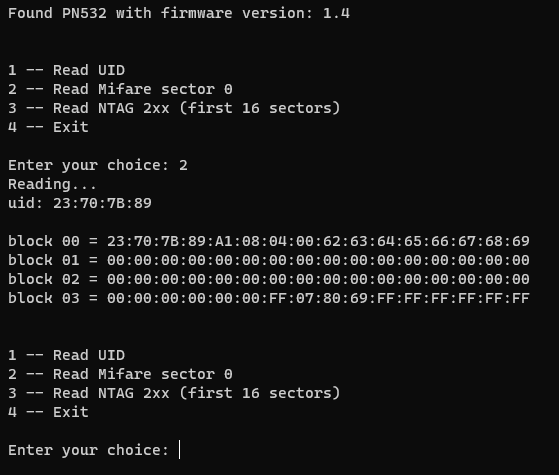 Found PN532 with firmware version: 1.4
1 -- Read UID
2 -- Read Mifare sector 0
3 -- Read NTAG 2xx (first 16 sectors)
4 -- Exit
Enter your choice: 2
Reading...
uid: 23:70:7B:89
block 00 = 23:70:7B:89:A1:08:04:00:62:63:64:65:66:67:68:69
block 01 = 00:00:00:00:00:00:00:00:00:00:00:00:00:00:00:00
block 02 = 00:00:00:00:00:00:00:00:00:00:00:00:00:00:00:00
block 03 = 00:00:00:00:00:00:FF:07:80:69:FF:FF:FF:FF:FF:FF
1 -- Read UID
2 -- Read Mifare sector 0
3 -- Read NTAG 2xx (first 16 sectors)
4 -- Exit
Enter your choice: